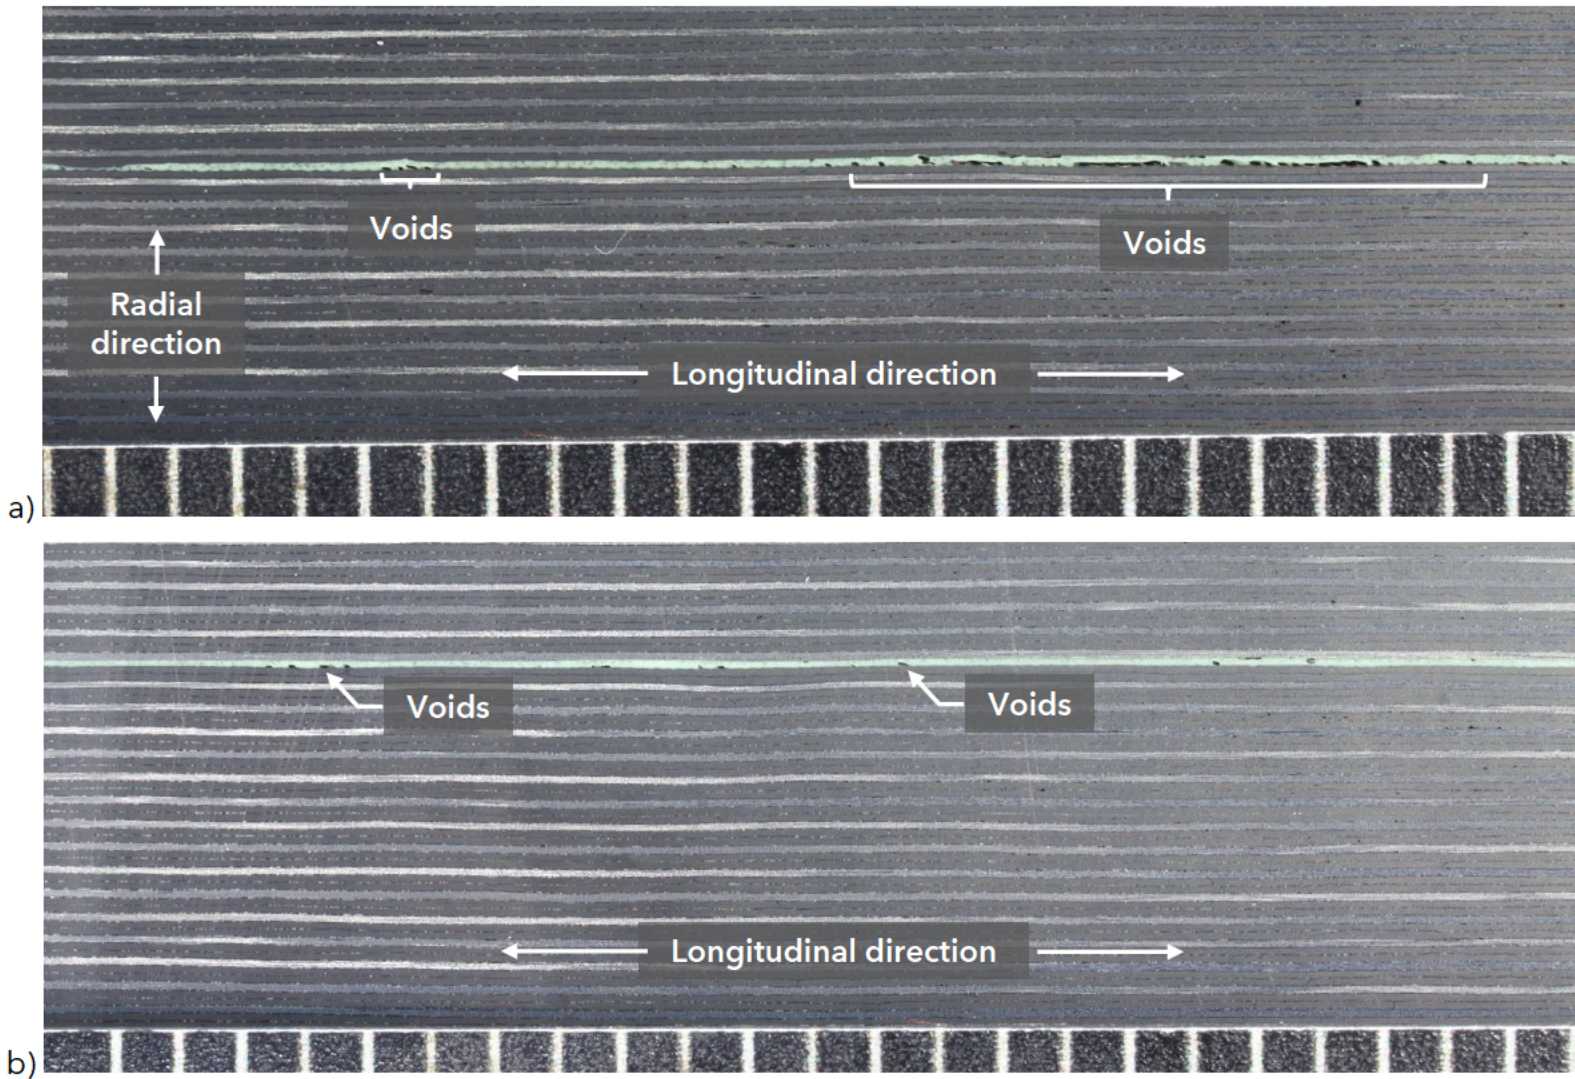 Voids
Voids
Radial
direction
Longitudinal direction
a)
Voids
Voids
Longitudinal direction
b)